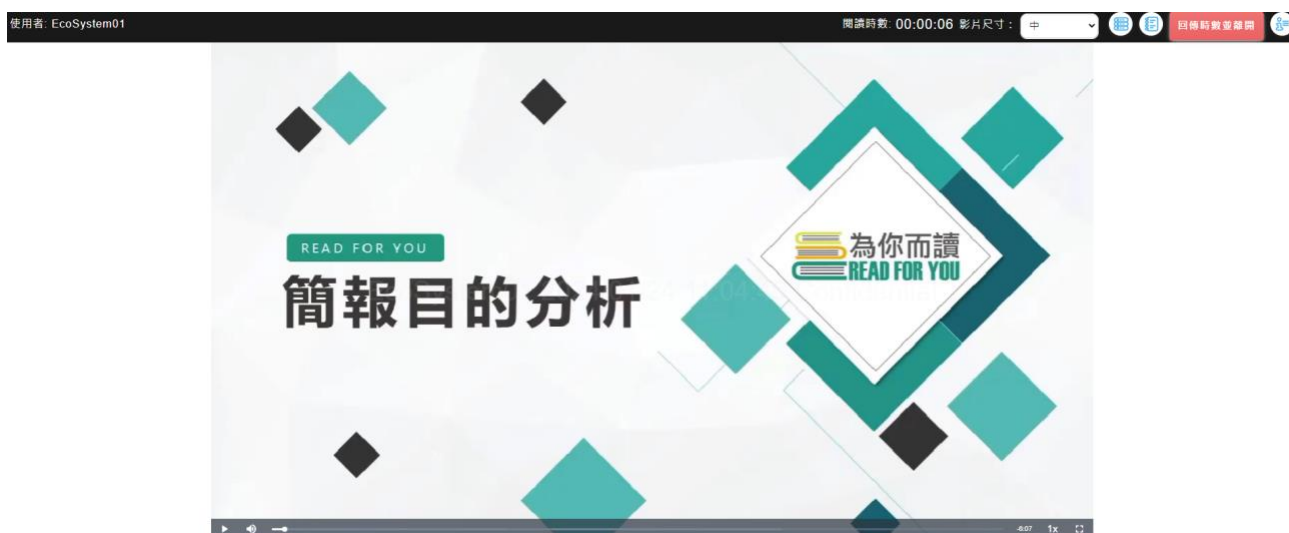 使用者: EcoSystem01
閱讀時數: 00:00:06 影片尺寸： 中 回傳時數並離開
READ FOR YOU
簡報目的分析
為你而讀
READ FOR YOU
-6:07 1x